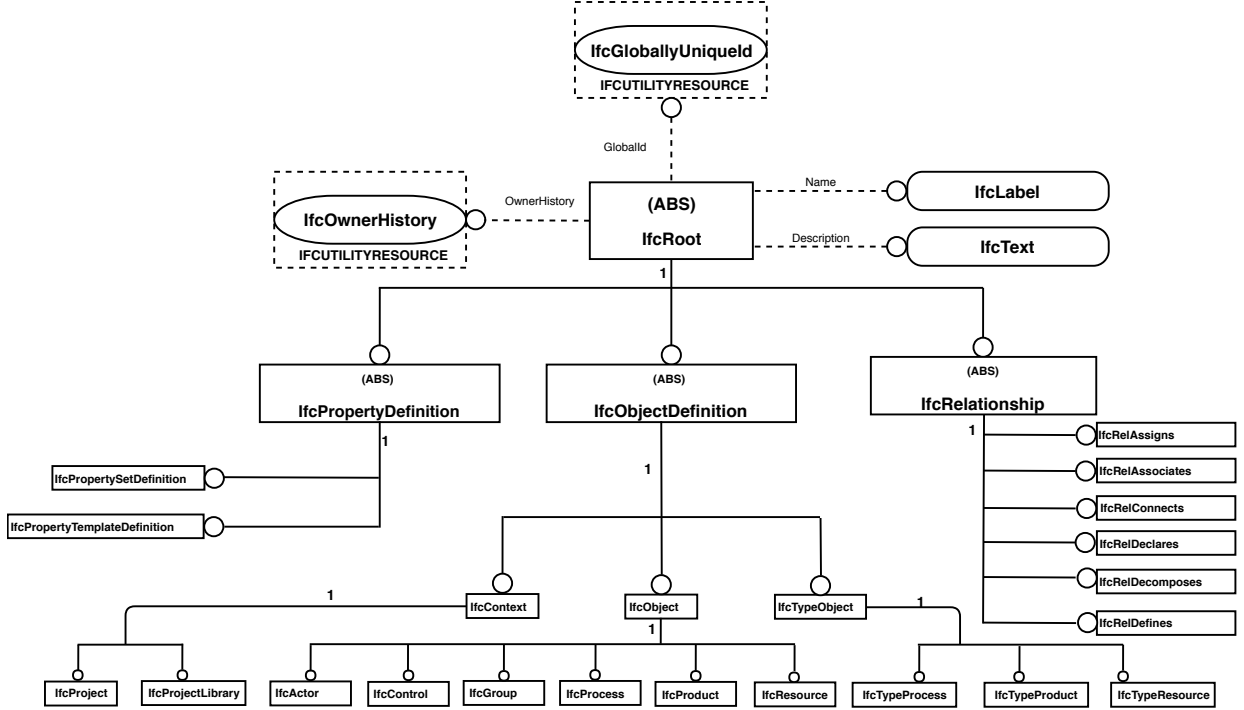 IfcGloballyUniqueId
IFCUTILITYRESOURCE
GlobalId
OwnerHistory
Name
IfcLabel
(ABS)
IfcOwnerHistory
IfcRoot
Description
IfcText
IFCUTILITYRESOURCE
1
(ABS)
(ABS)
(ABS)
IfcPropertyDefinition
IfcObjectDefinition
IfcRelationship
1
1
1
IfcRelAssigns
IfcPropertySetDefinition
IfcRelAssociates
IfcRelConnects
IfcPropertyTemplateDefinition
IfcRelDeclares
IfcRelDecomposes
1
IfcContext
IfcObject
IfcTypeObject
1
IfcRelDefines
1
IfcProject
IfcProjectLibrary
IfcActor
IfcControl
IfcGroup
IfcProcess
IfcProduct
IfcResource
IfcTypeProcess
IfcTypeProduct
IfcTypeResource